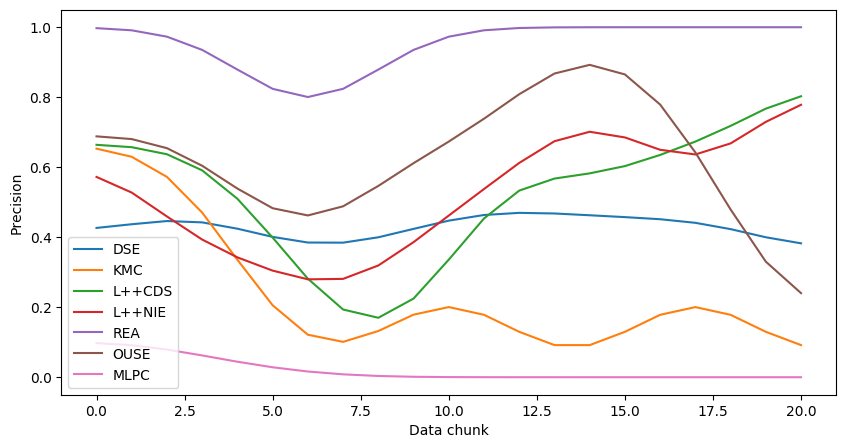 1.0
0.8
0.6
0.4
0.2
0.0
Precision
DSE
KMC
L++CDS
L++NIE
REA
OUSE
MLPC
0.0 2.5 5.0 7.5 10.0 12.5 15.0 17.5 20.0
Data chunk